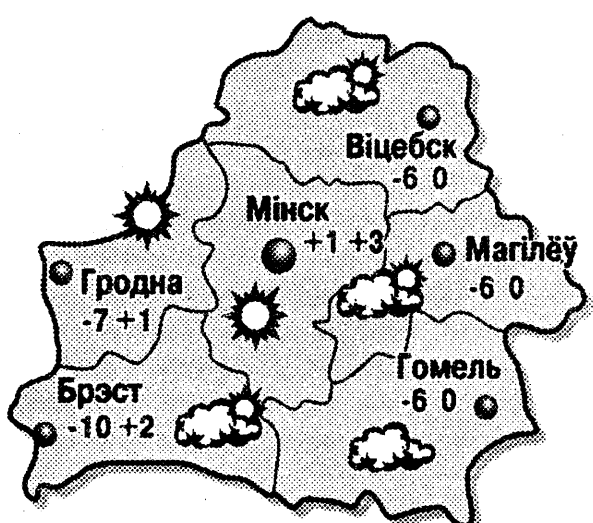 Віцебск
-6 0
Мінск
+1 +3
Магілёў
-6 0
Гродна
-7 +1
Гомель
-6 0
Брэст
-10 +2